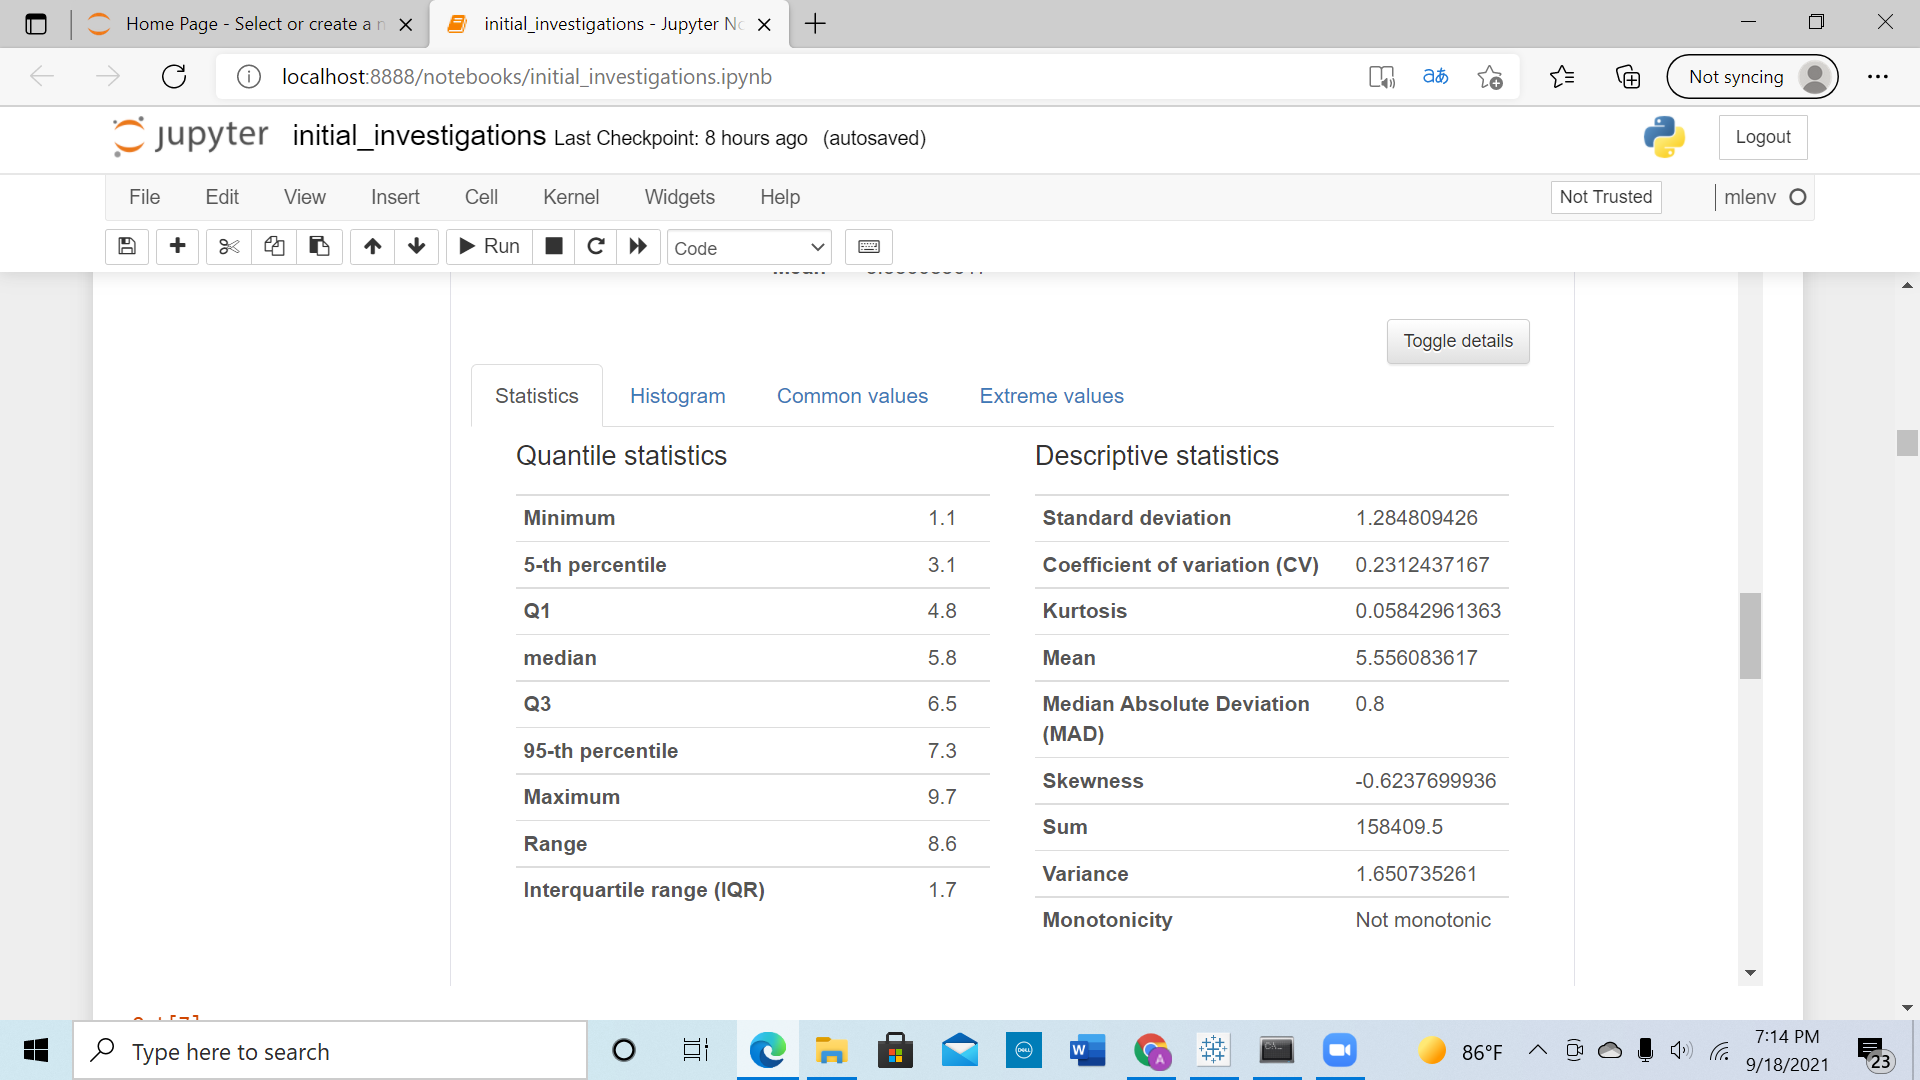 Home Page - Select or create a n
initial_investigations - Jupyter No
localhost:8888/notebooks/initial_investigations.ipynb
aあ
Not syncing
jupyter initial_investigations Last Checkpoint: 8 hours ago (autosaved)
Logout
File Edit View Insert Cell Kernel Widgets Help
Not Trusted
mlenv
Run
Code
Toggle details
Statistics Histogram Common values Extreme values
Quantile statistics
Minimum 1.1
5-th percentile 3.1
Q1 4.8
median 5.8
Q3 6.5
95-th percentile 7.3
Maximum 9.7
Range 8.6
Interquartile range (IQR) 1.7
Descriptive statistics
Standard deviation 1.284809426
Coefficient of variation (CV) 0.2312437167
Kurtosis 0.05842961363
Mean 5.556083617
Median Absolute Deviation 0.8
(MAD)
Skewness -0.6237699936
Sum 158409.5
Variance 1.650735261
Monotonicity Not monotonic
Type here to search
DELL
W
A
86°F
7:14 PM
9/18/2021
23